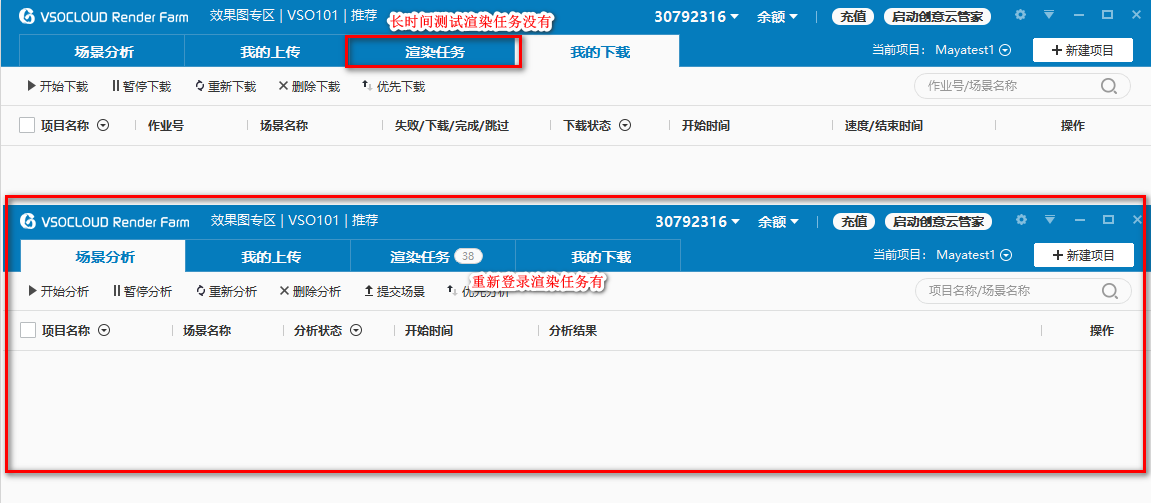 VSOCLOUD Render Farm 效果图专区 | VSO101 | 推荐 长时间测试渲染任务没有 30792316 余额 充值 启动创意云管家
场景分析 我的上传 渲染任务 我的下载 当前项目: Mayatest1 +新建项目
开始下载 暂停下载 重新下载 删除下载 优先下载 作业号/场景名称
项目名称 作业号 场景名称 失败/下载/完成/跳过 下载状态 开始时间 速度/结束时间 操作
VSOCLOUD Render Farm 效果图专区 | VSO101 | 推荐 30792316 余额 充值 启动创意云管家
场景分析 我的上传 渲染任务 38 我的下载 当前项目: Mayatest1 +新建项目
重新登录渲染任务有
开始分析 暂停分析 重新分析 删除分析 提交场景 优先分析 项目名称/场景名称
项目名称 场景名称 分析状态 开始时间 分析结果 操作